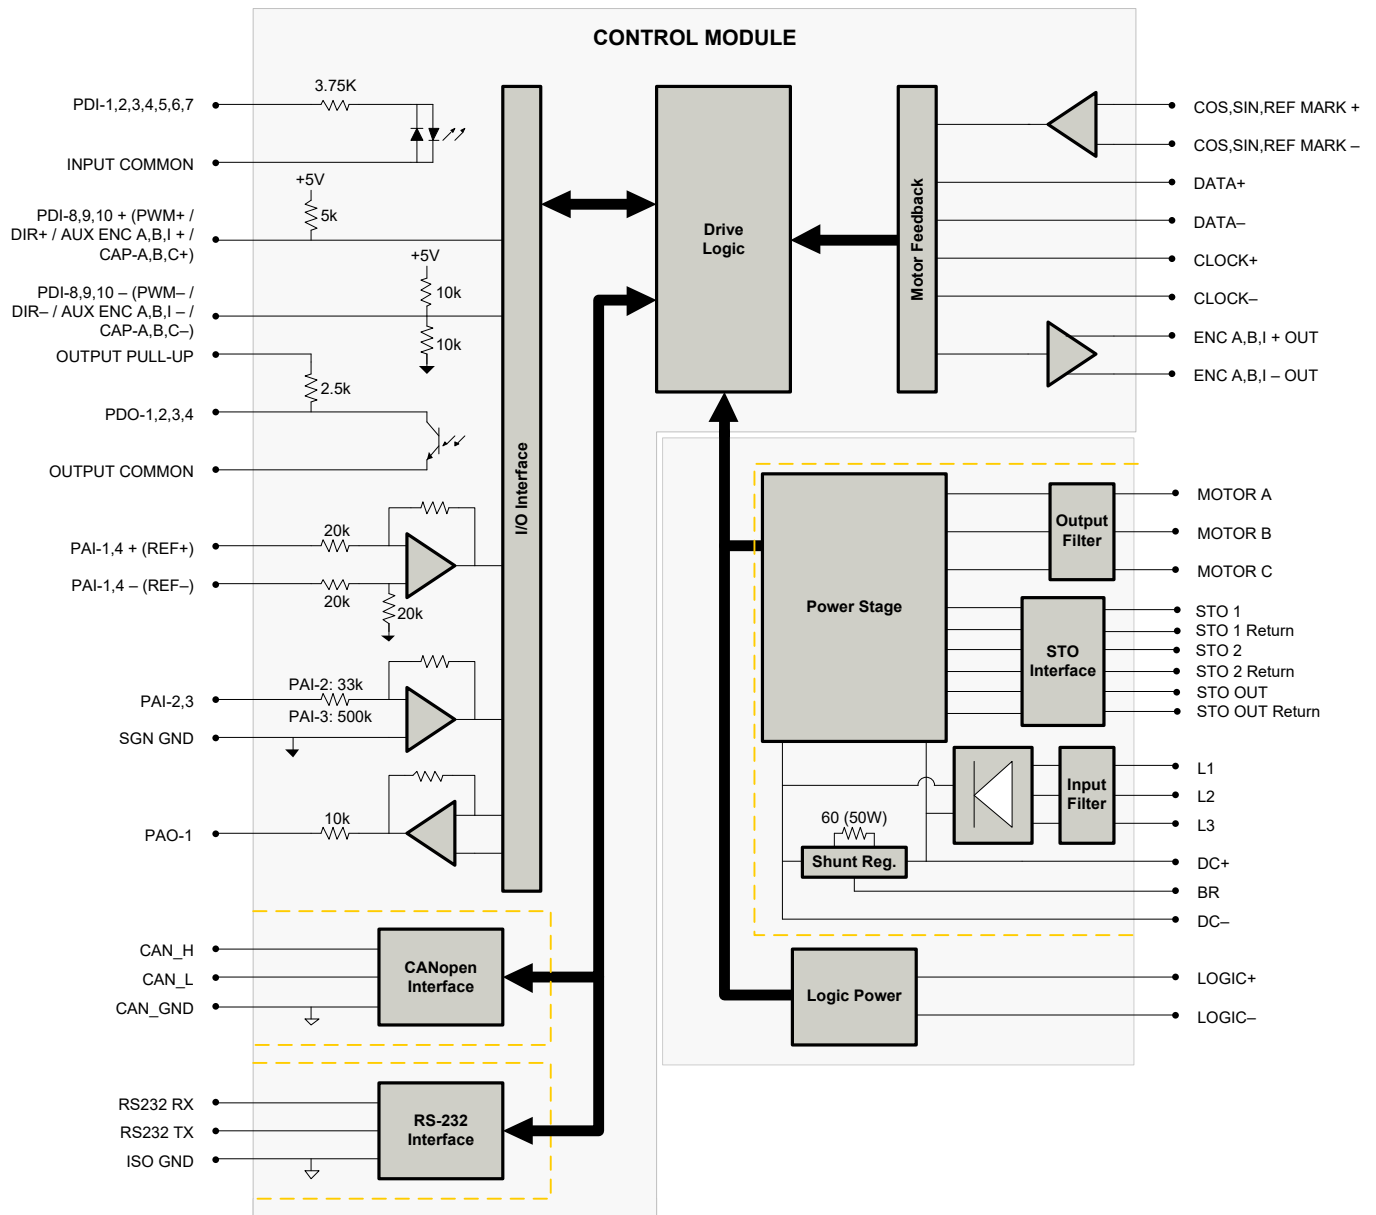 CONTROL MODULE
PDI-1,2,3,4,5,6,7
3.75K
INPUT COMMON
+5V
5k
PDI-8,9,10 + (PWM+ /
DIR+ / AUX ENC A,B,I + /
CAP-A,B,C+)
+5V
10k
PDI-8,9,10 – (PWM– /
DIR– / AUX ENC A,B,I – /
CAP-A,B,C–)
10k
OUTPUT PULL-UP
2.5k
PDO-1,2,3,4
OUTPUT COMMON
20k
PAI-1,4 + (REF+)
PAI-1,4 – (REF–)
20k
20k
PAI-2: 33k
PAI-2,3
PAI-3: 500k
SGN GND
10k
PAO-1
I/O Interface
CAN_H
CAN_L
CAN_GND
CANopen
Interface
RS232 RX
RS232 TX
ISO GND
RS-232
Interface
Drive
Logic
Motor Feedback
COS,SIN,REF MARK +
COS,SIN,REF MARK –
DATA+
DATA–
CLOCK+
CLOCK–
ENC A,B,I + OUT
ENC A,B,I – OUT
Power Stage
Output
Filter
MOTOR A
MOTOR B
MOTOR C
STO
Interface
STO 1
STO 1 Return
STO 2
STO 2 Return
STO OUT
STO OUT Return
Input
Filter
L1
L2
L3
60 (50W)
Shunt Reg.
DC+
BR
DC–
Logic Power
LOGIC+
LOGIC–